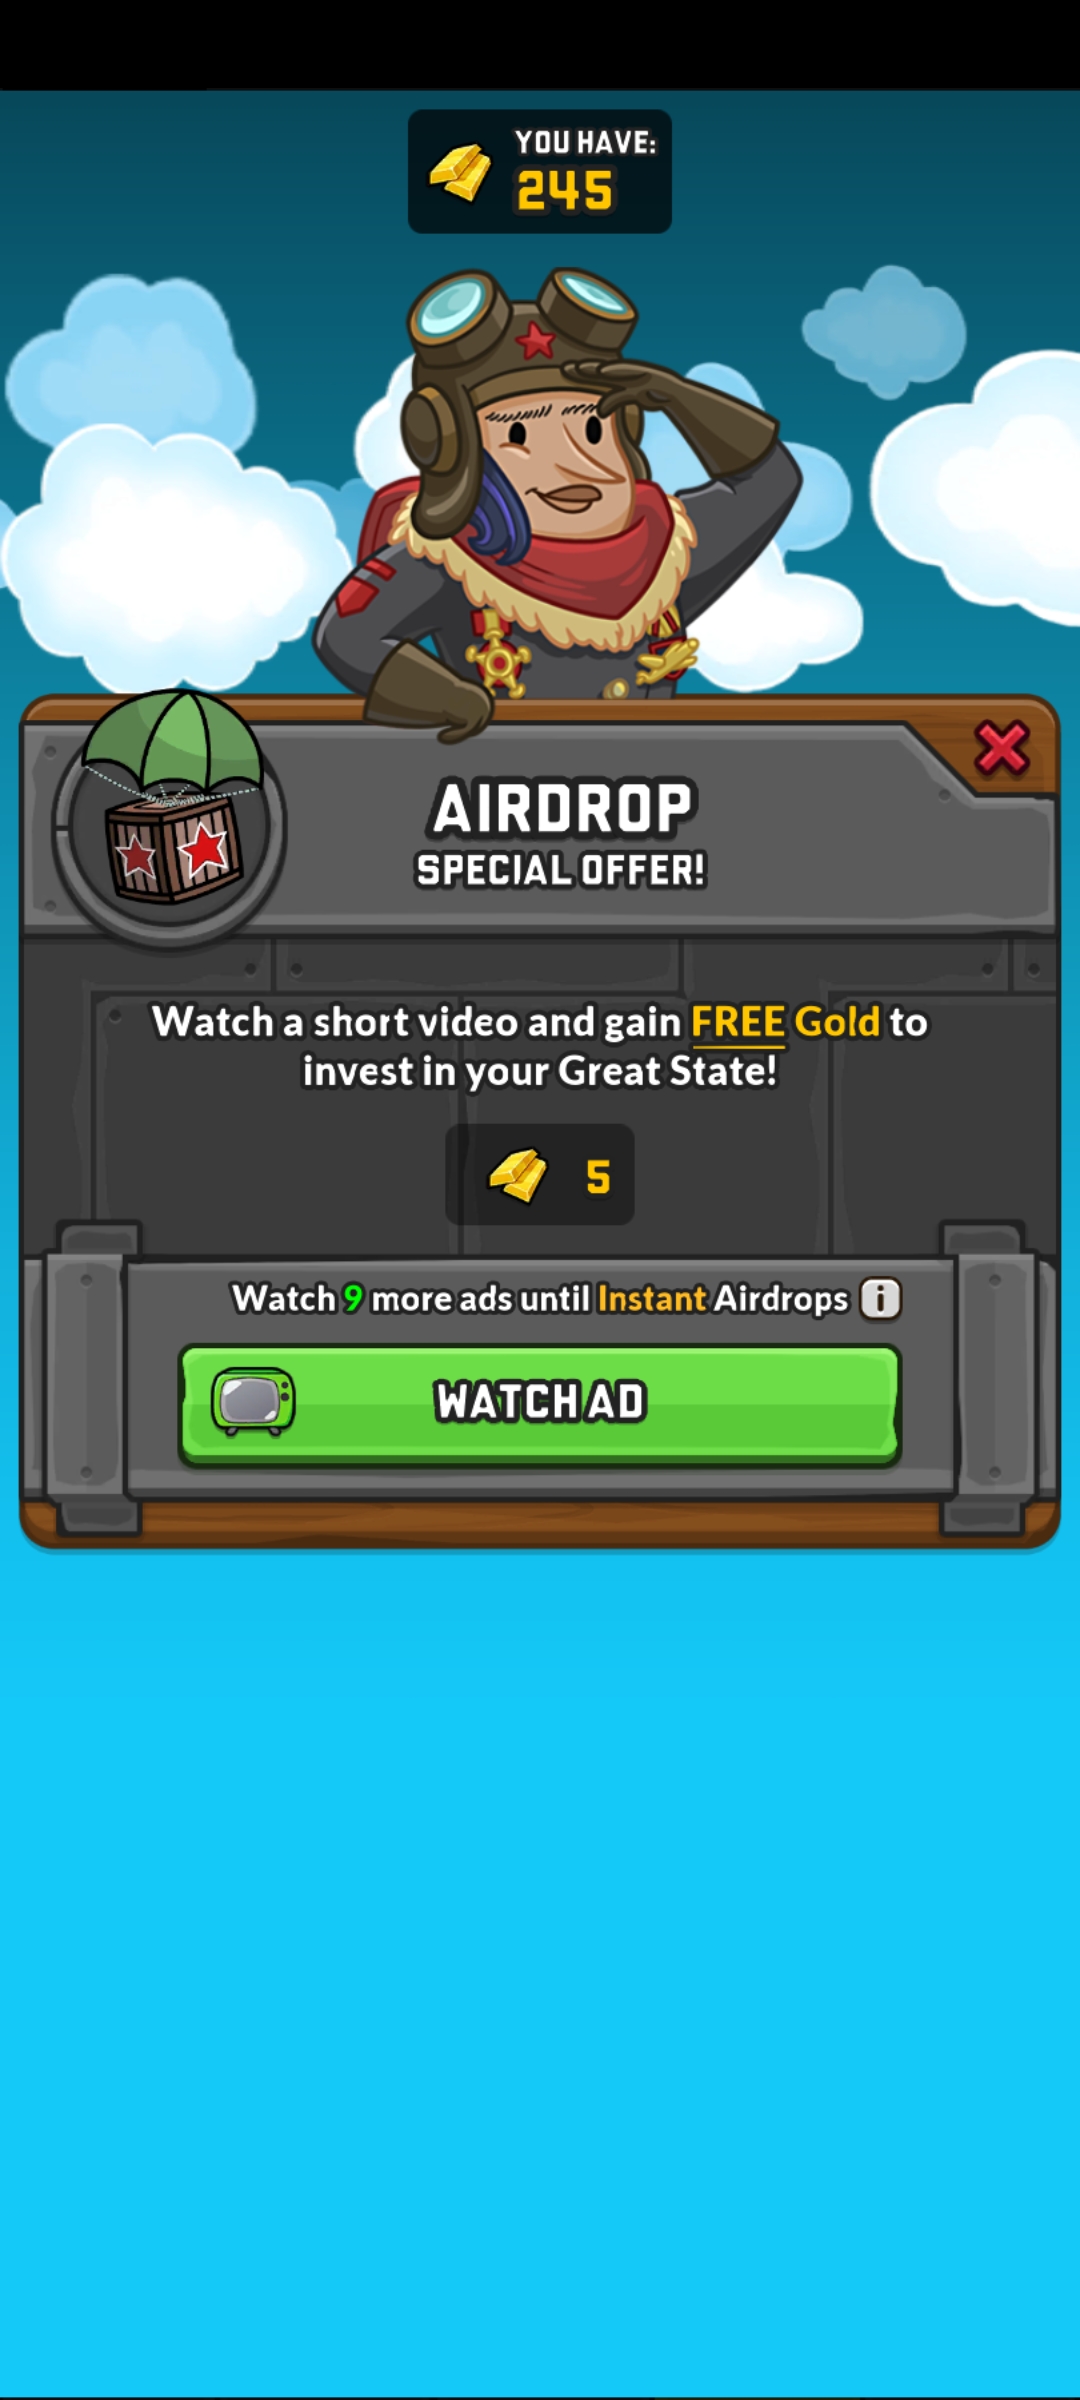 YOU HAVE:
245
AIRDROP
SPECIAL OFFER!
Watch a short video and gain FREE Gold to
invest in your Great State!
5
Watch 9 more ads until Instant Airdrops i
WATCH AD